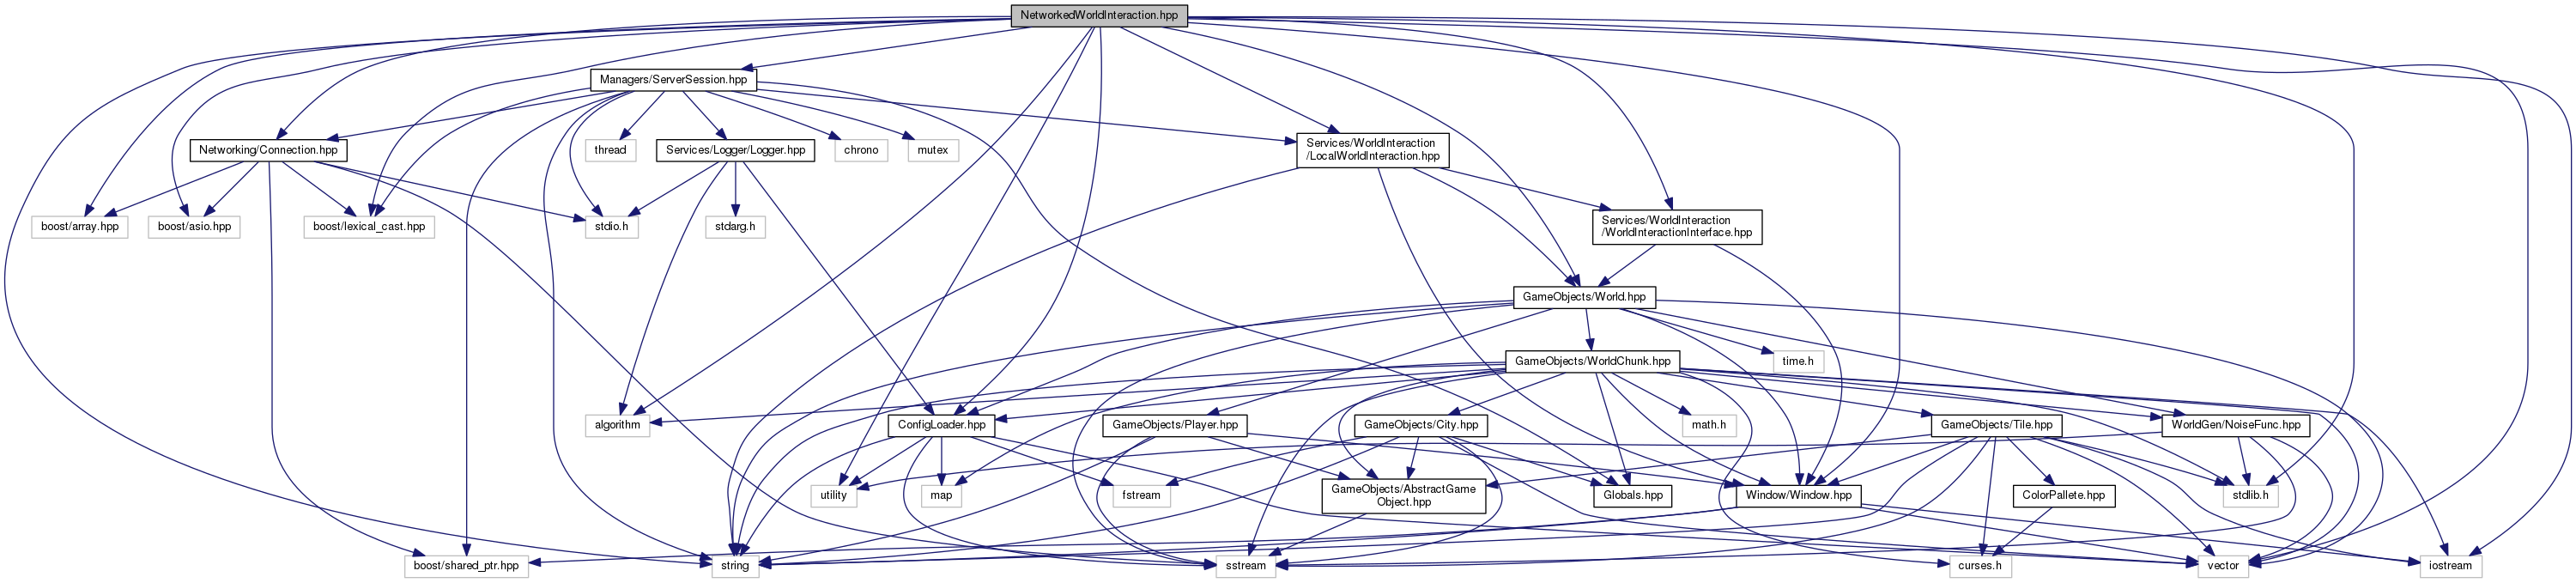 NetworkedWorldInteraction.hpp
Managers/ServerSession.hpp
Networking/Connection.hpp
thread
Services/Logger/Logger.hpp
chrono
mutex
Services/WorldInteraction
/LocalWorldInteraction.hpp
boost/array.hpp
boost/asio.hpp
boost/lexical_cast.hpp
stdio.h
stdarg.h
Services/WorldInteraction
/WorldInteractionInterface.hpp
GameObjects/World.hpp
GameObjects/WorldChunk.hpp
time.h
algorithm
ConfigLoader.hpp
GameObjects/Player.hpp
GameObjects/City.hpp
math.h
GameObjects/Tile.hpp
WorldGen/NoiseFunc.hpp
utility
map
fstream
GameObjects/AbstractGame
Object.hpp
Globals.hpp
Window/Window.hpp
ColorPallete.hpp
stdlib.h
boost/shared_ptr.hpp
string
sstream
curses.h
vector
iostream